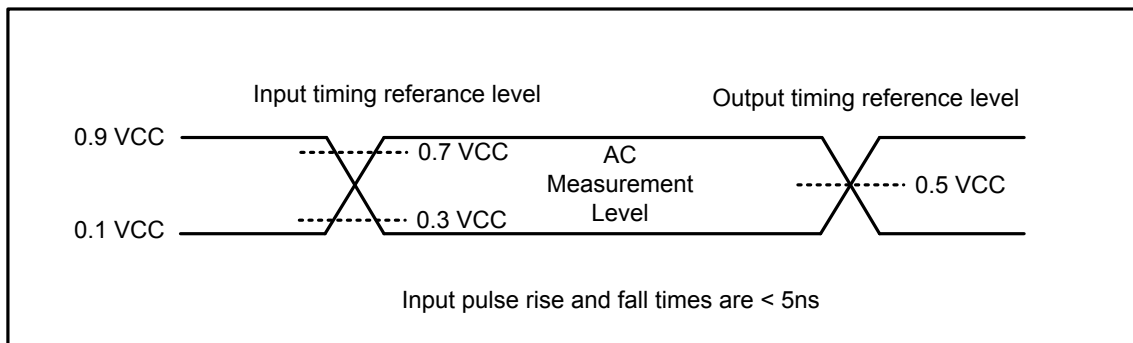 Input timing referance level
Output timing reference level
0.9 VCC
0.7 VCC
AC
Measurement
Level
0.5 VCC
0.3 VCC
0.1 VCC
Input pulse rise and fall times are < 5ns